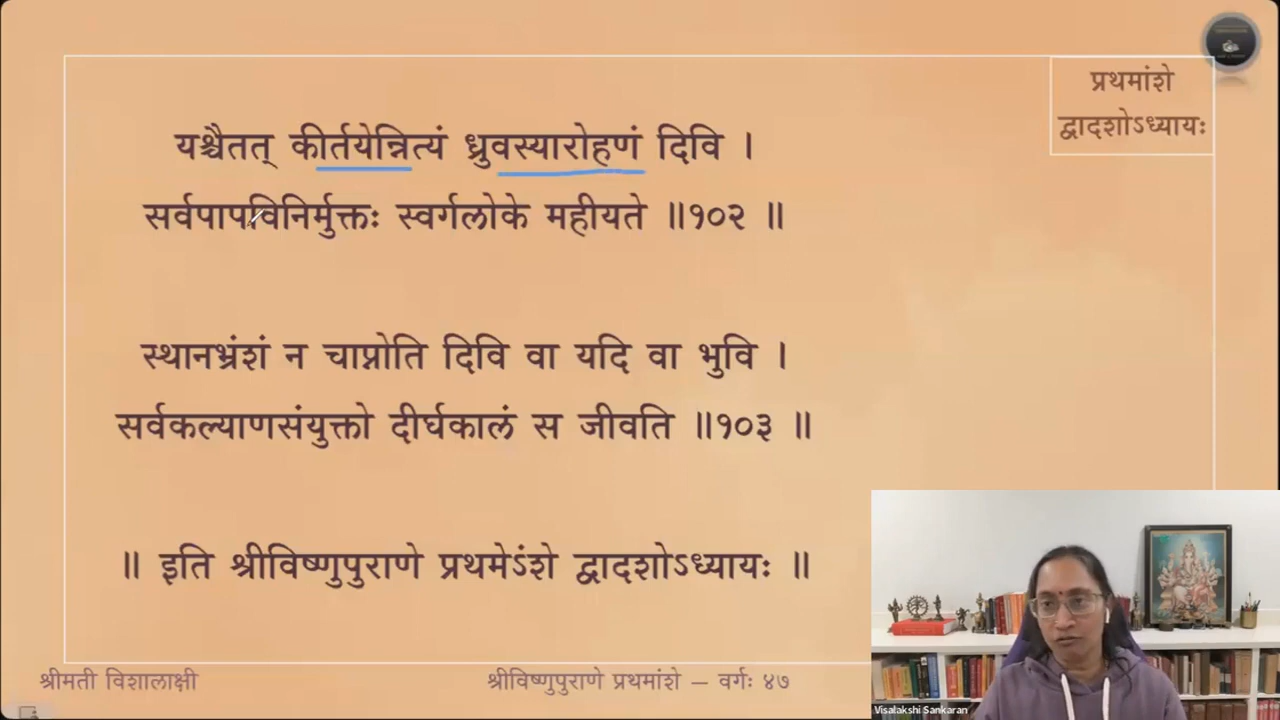 प्रथमांशे
द्वादशोऽध्यायः
यश्चैतत् कीर्तयेन्नित्यं ध्रुवस्यारोहणं दिवि ।
सर्वपापविनिर्मुक्तः स्वर्गलोके महीयते ॥१०२ ॥
स्थानभ्रंशं न चाप्नोति दिवि वा यदि वा भुवि ।
सर्वकल्याणसंयुक्तो दीर्घकालं स जीवति ॥१०३ ॥
॥ इति श्रीविष्णुपुराणे प्रथमेऽंशे द्वादशोऽध्यायः ॥
श्रीमती विशालाक्षी
श्रीविष्णुपुराणे प्रथमांशे – वर्गः ४७
Visalakshi Sankaran